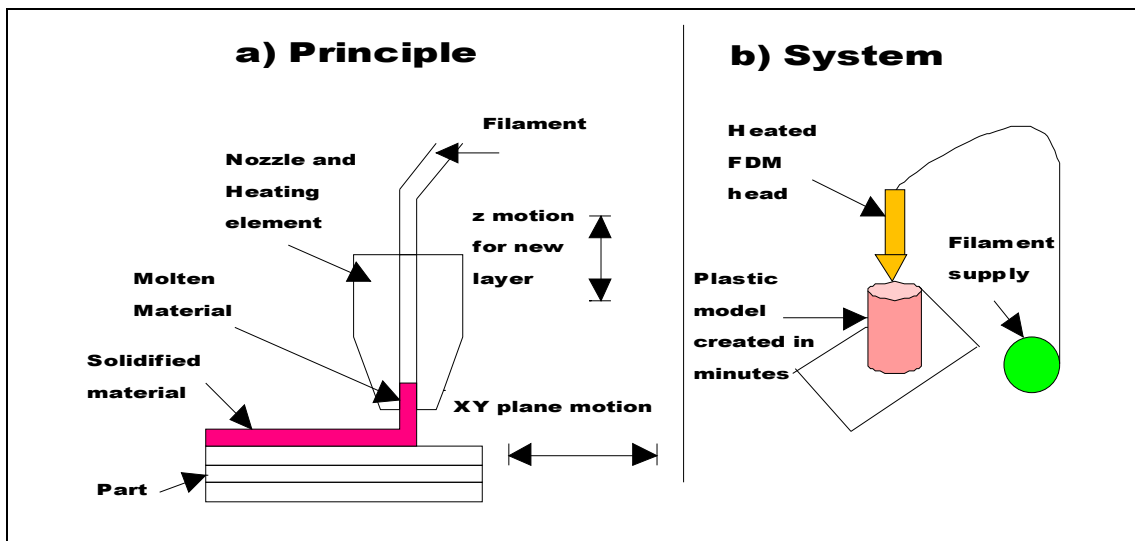 a) Principle
Filament
Nozzle and
Heating
element
z motion
for new
layer
Molten
Material
Solidified
material
XY plane motion
Part
b) System
Heated
FDM
head
Filament
supply
Plastic
model
created in
minutes